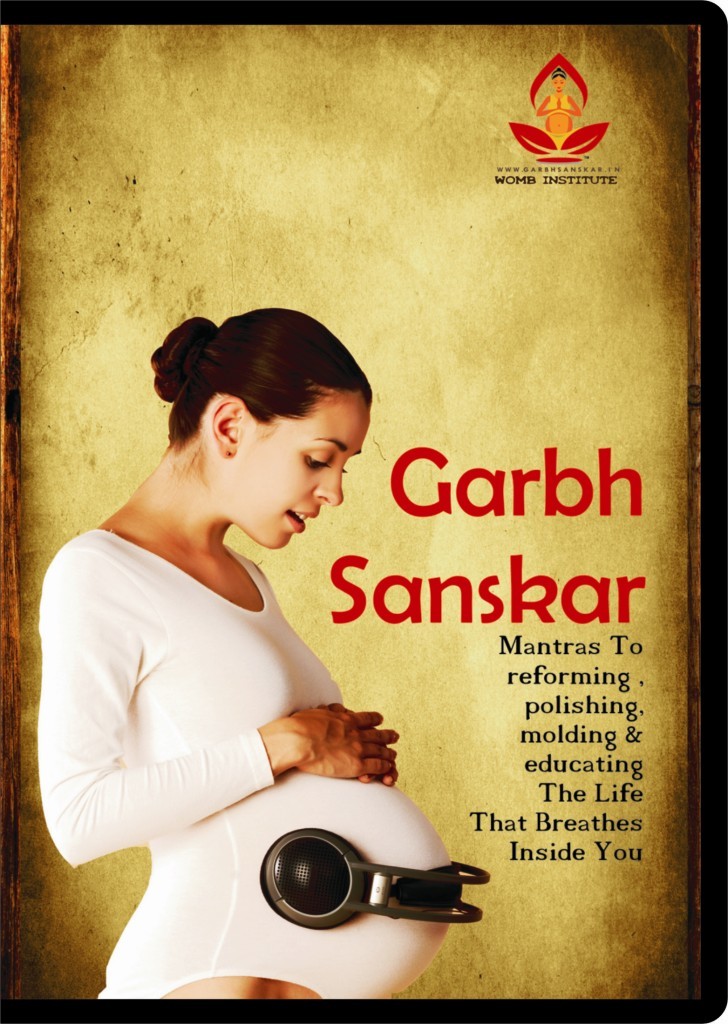 WWW.GARBHSANSKAR.IN
WOMB INSTITUTE
Garbh
Sanskar
Mantras To
reforming ,
polishing,
molding &
educating
The Life
That Breathes
Inside You